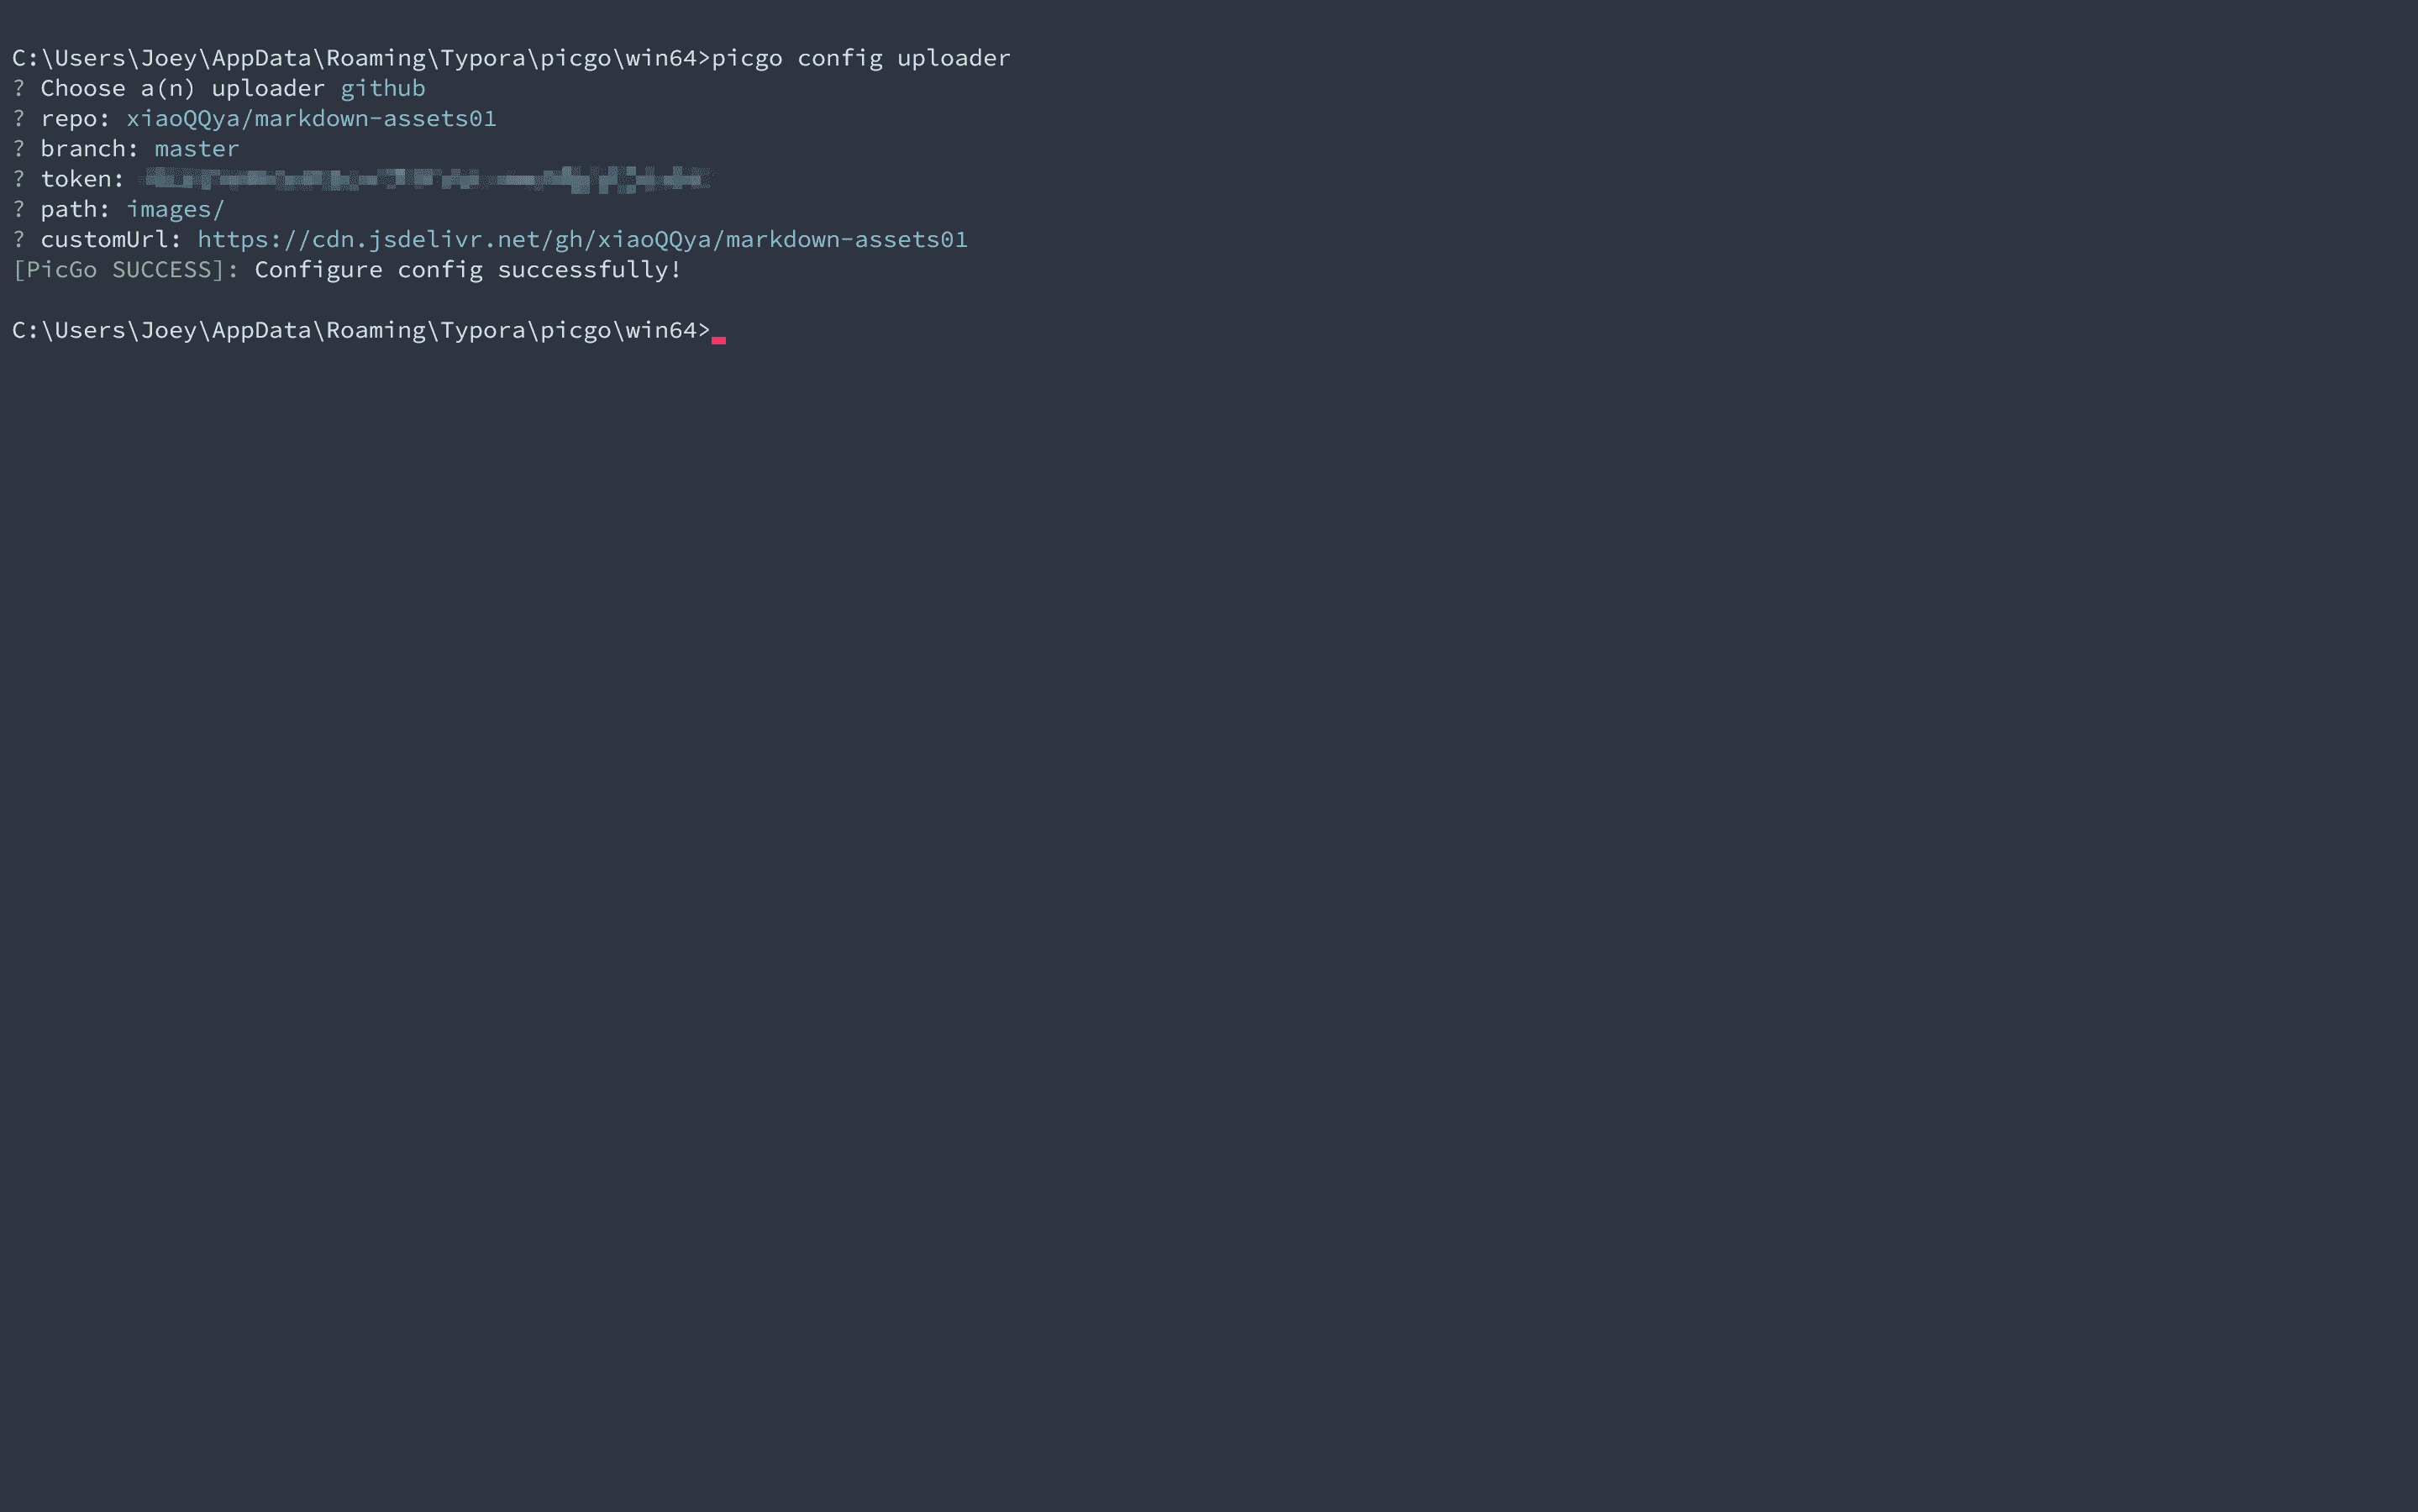 C:\Users\Joey\AppData\Roaming\Typora\picgo\win64>picgo config uploader
? Choose a(n) uploader github
? repo: xiaoQQya/markdown-assets01
? branch: master
? token:
? path: images/
? customUrl: https://cdn.jsdelivr.net/gh/xiaoQQya/markdown-assets01
[PicGo SUCCESS]: Configure config successfully!
C:\Users\Joey\AppData\Roaming\Typora\picgo\win64>